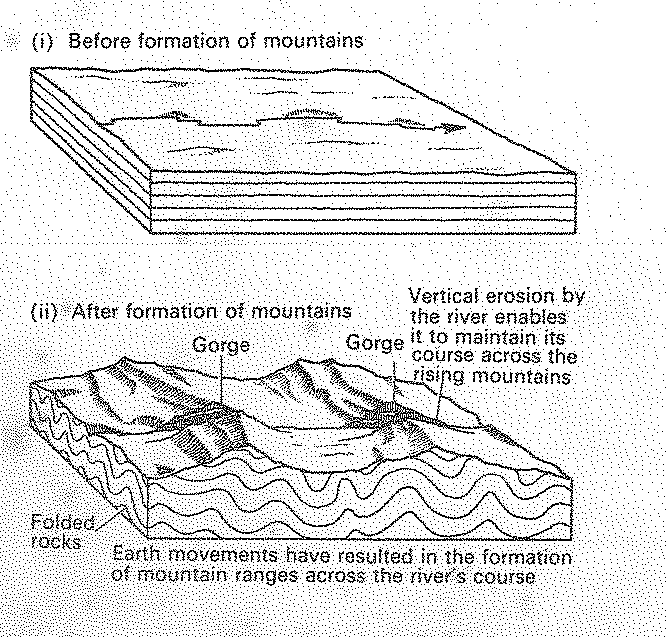 (i) Before formation of mountains
(ii) After formation of mountains
Vertical erosion by
the river enables
it to maintain its
course across the
rising mountains
Gorge
Gorge
Folded
rocks
Earth movements have resulted in the formation
of mountain ranges across the river's course